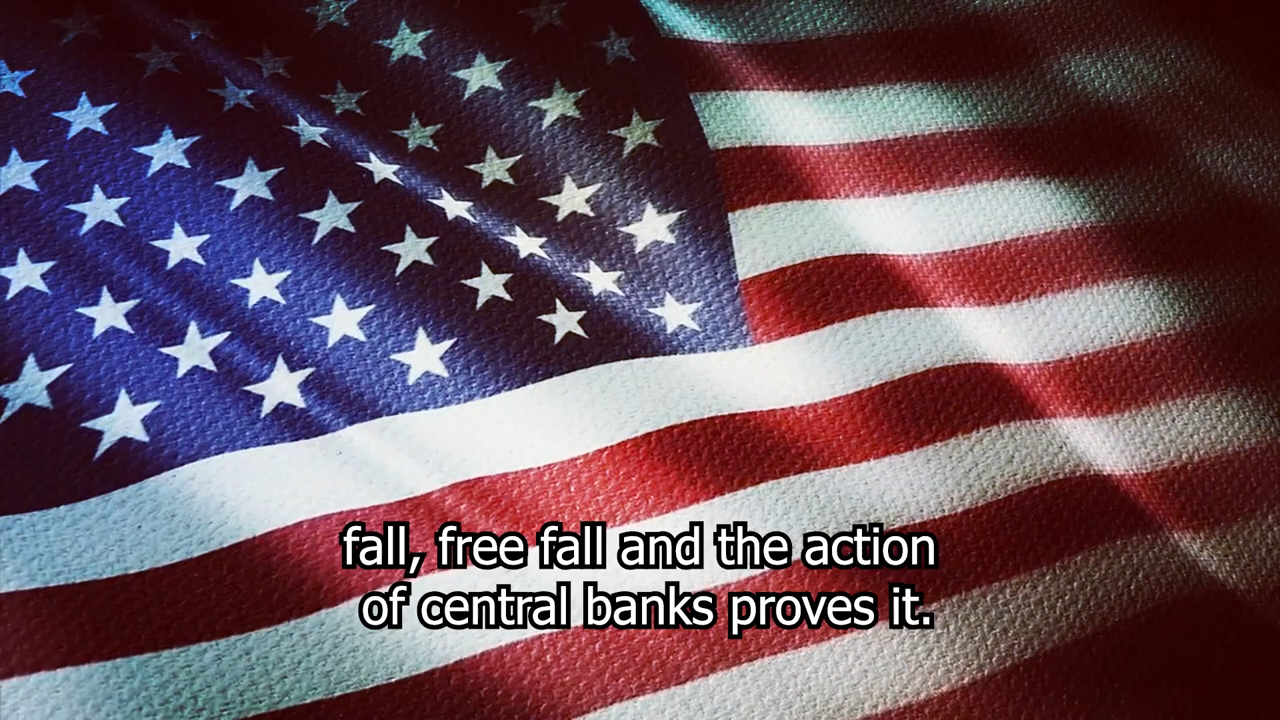 fall, free fall and the action
of central banks proves it.